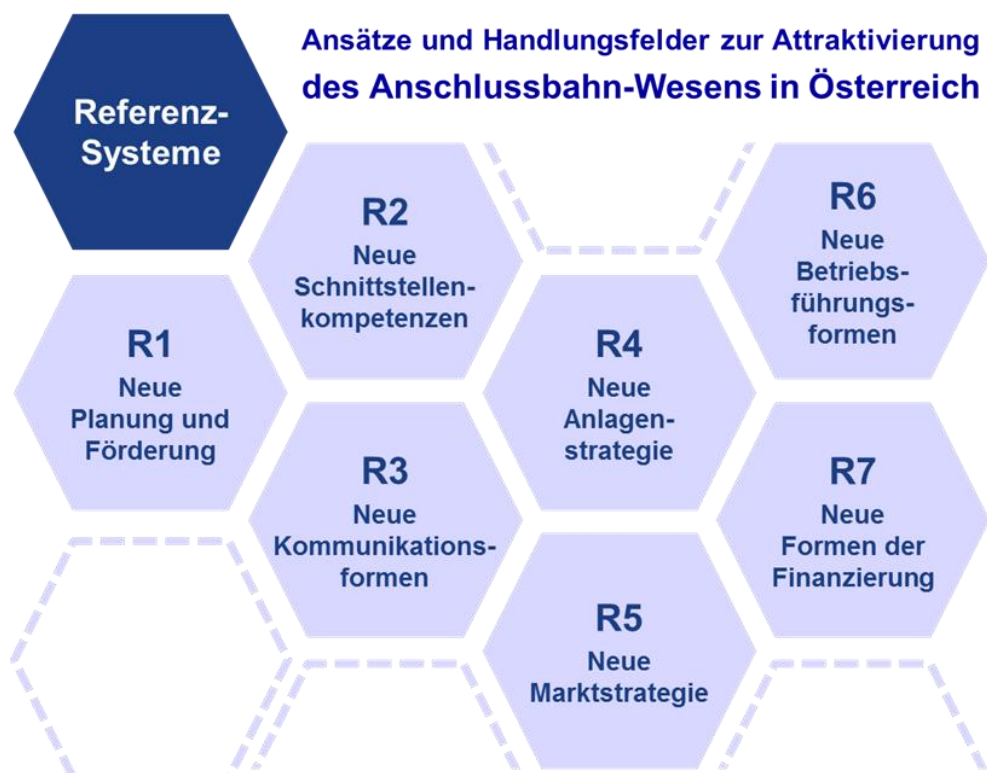 Ansätze und Handlungsfelder zur Attraktivierung
des Anschlussbahn-Wesens in Österreich
Referenz-
Systeme
R1
Neue
Planung und
Förderung
R2
Neue
Schnittstellen-
kompetenzen
R3
Neue
Kommunikations-
formen
R4
Neue
Anlagen-
strategie
R5
Neue
Marktstrategie
R6
Neue
Betriebs-
führungs-
formen
R7
Neue
Formen der
Finanzierung